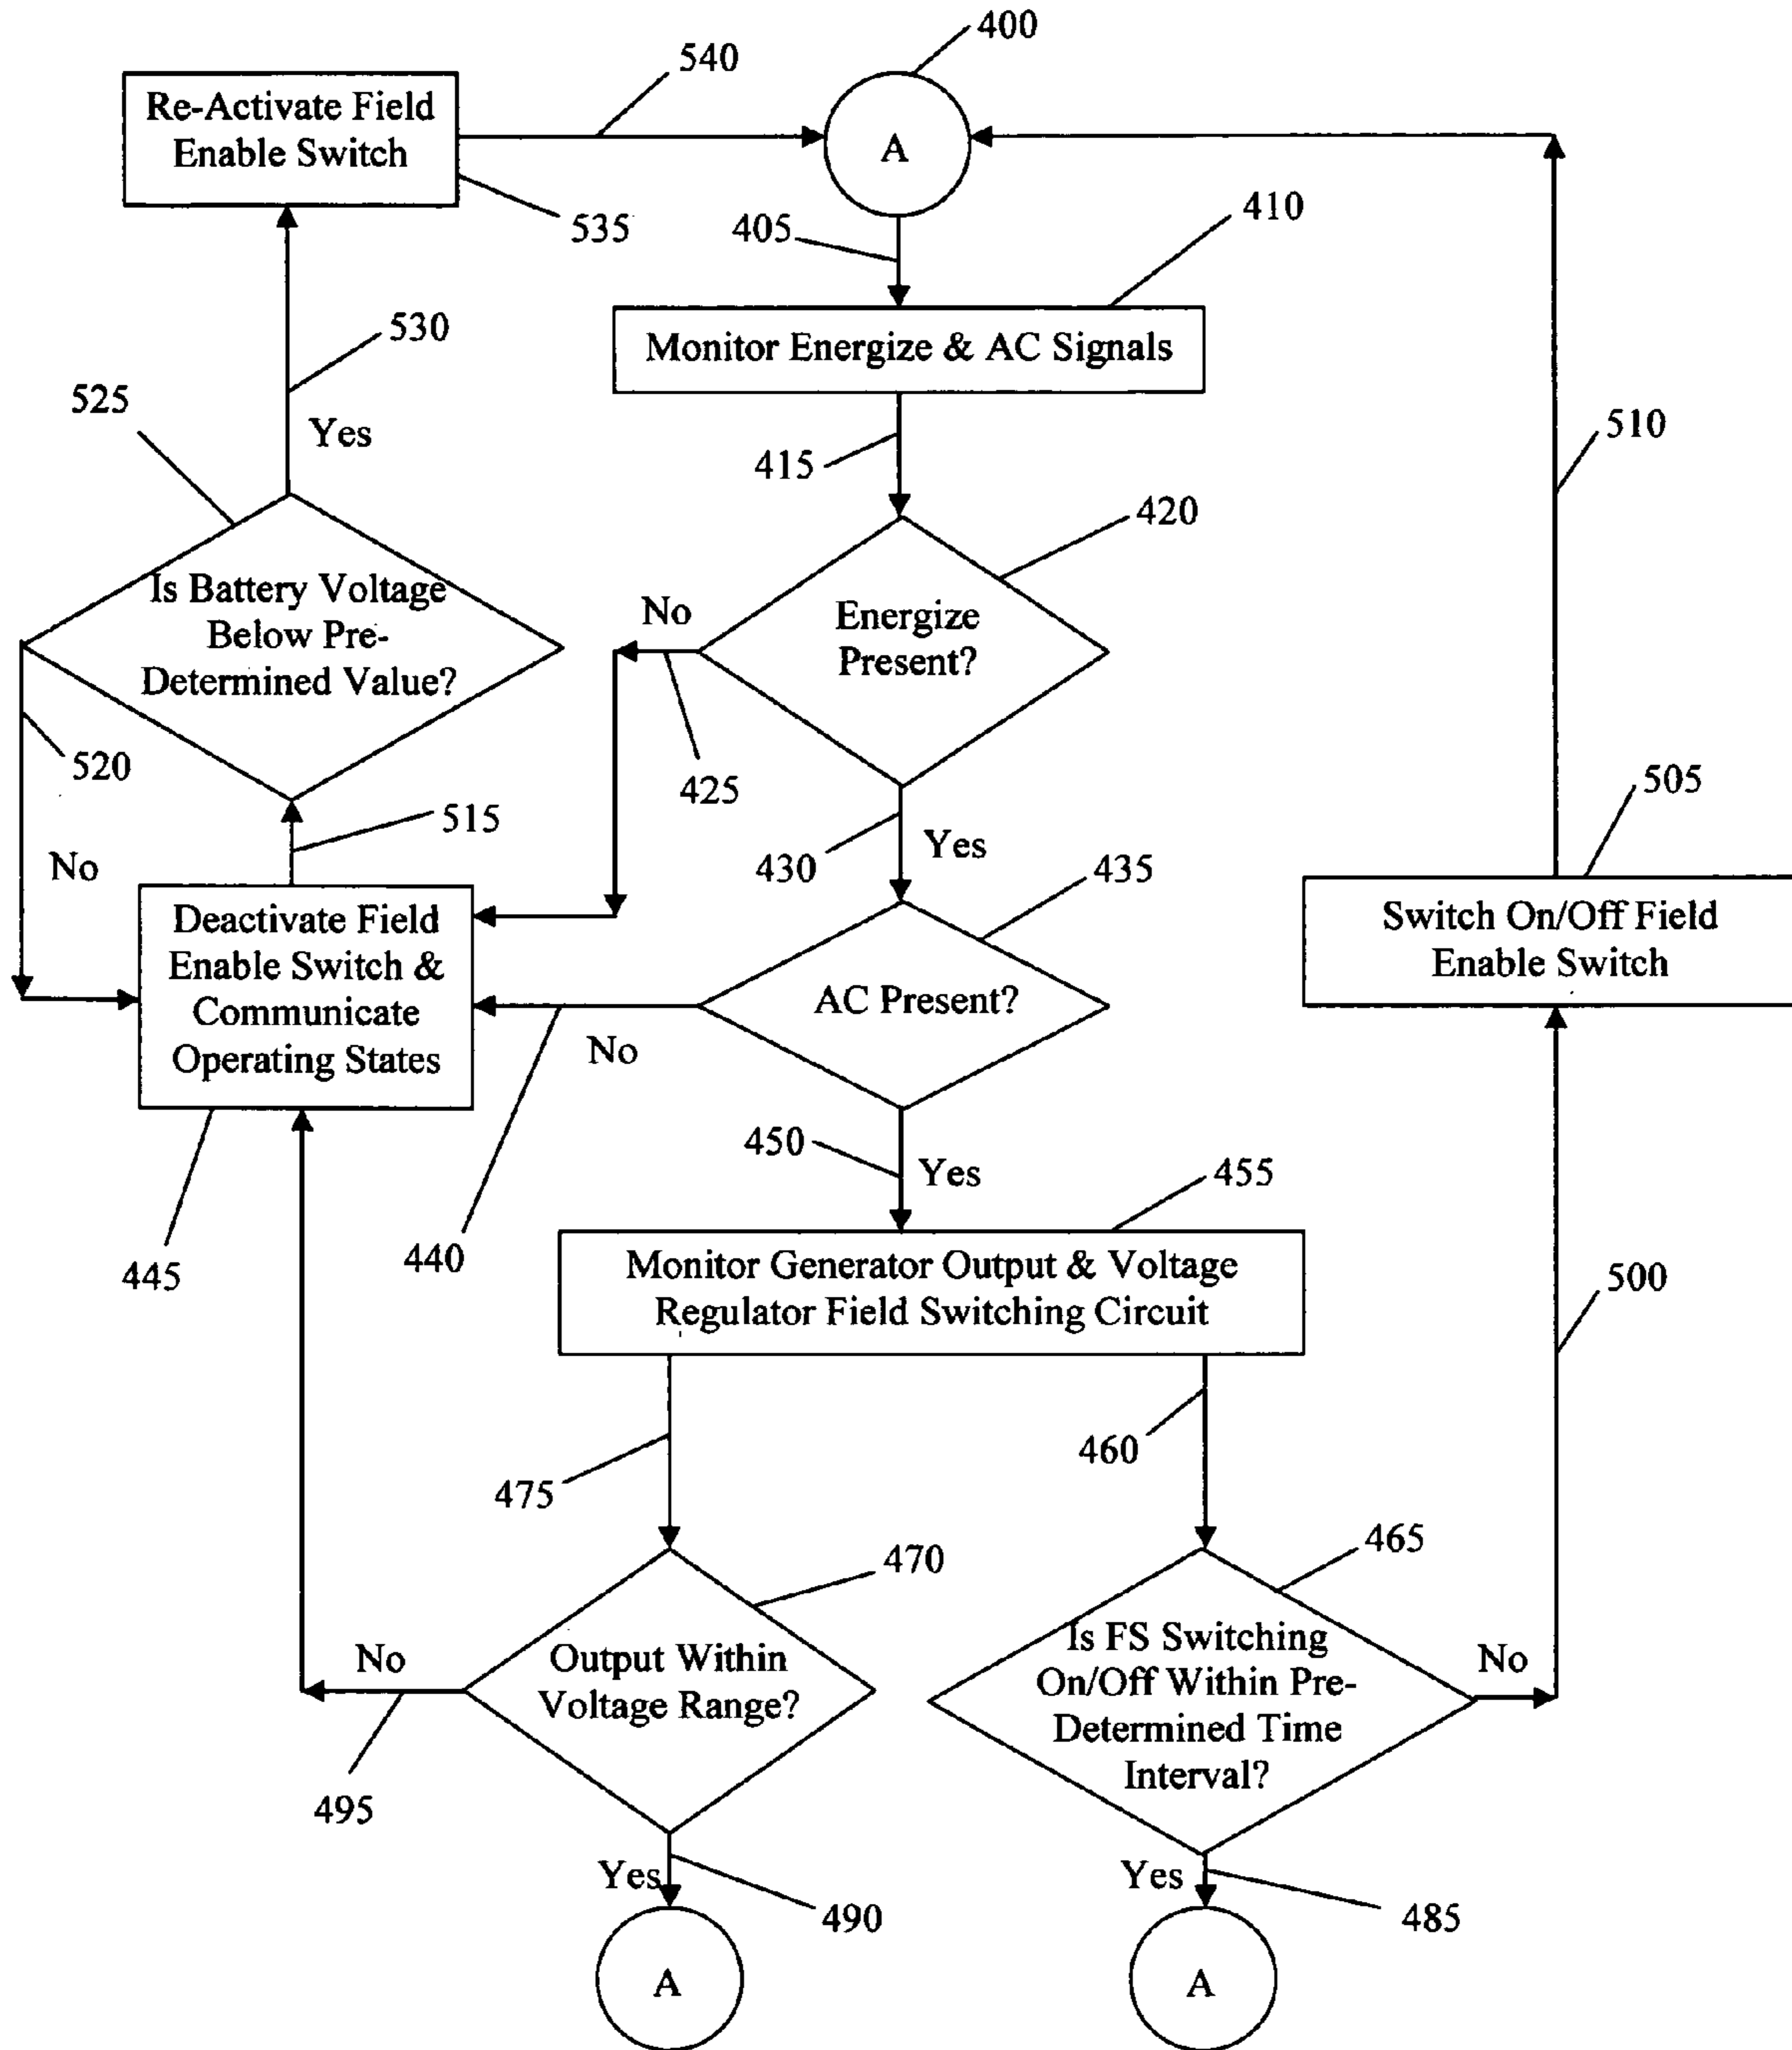 400
540
Re-Activate Field
Enable Switch
A
535
405
410
Monitor Energize & AC Signals
530
525
Yes
415
510
420
Is Battery Voltage
Below Pre-
Determined Value?
No
Energize
Present?
520
425
515
505
No
430
Yes
435
Deactivate Field
Enable Switch &
Communicate
Operating States
Switch On/Off Field
Enable Switch
AC Present?
No
450
Yes
455
445
440
Monitor Generator Output & Voltage
Regulator Field Switching Circuit
500
475
460
470
465
No
Output Within
Voltage Range?
Is FS Switching
On/Off Within Pre-
Determined Time
Interval?
No
495
Yes
490
Yes
485
A
A